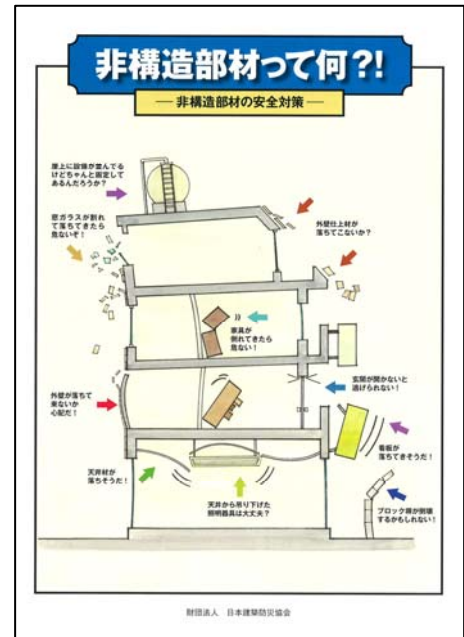 非構造部材って何?!
― 非構造部材の安全対策 ―
屋上に設備が並んでる
けどちゃんと固定して
あるんだろうか?
窓ガラスが割れ
て落ちてきたら
危ないぞ!
外壁仕上材が
落ちてこないか?
家具が
倒れてきたら
危ない!
玄関が開かないと
逃げられない!
外壁が落ちて
来ないか
心配だ!
看板が
落ちてきそうだ!
天井材が
落ちそうだ!
天井から吊り下げた
照明器具は大丈夫?
ブロック塀が倒壊
するかもしれない!
財団法人 日本建築防災協会